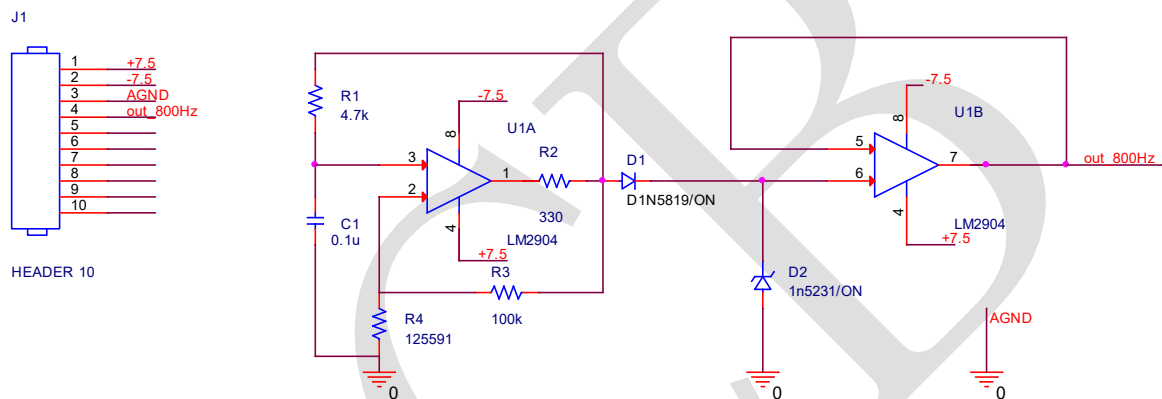 J1
1 +7.5
2 -7.5
3 AGND
4 out_800Hz
5
6
7
8
9
10
HEADER 10
R1
4.7k
C1
0.1u
-7.5
8
U1A
3
2
1
4
LM2904
+7.5
R2
330
R3
100k
R4
125591
0
D1
D1N5819/ON
D2
1n5231/ON
0
-7.5
8
U1B
5
6
7
4
LM2904
+7.5
out_800Hz
AGND
0